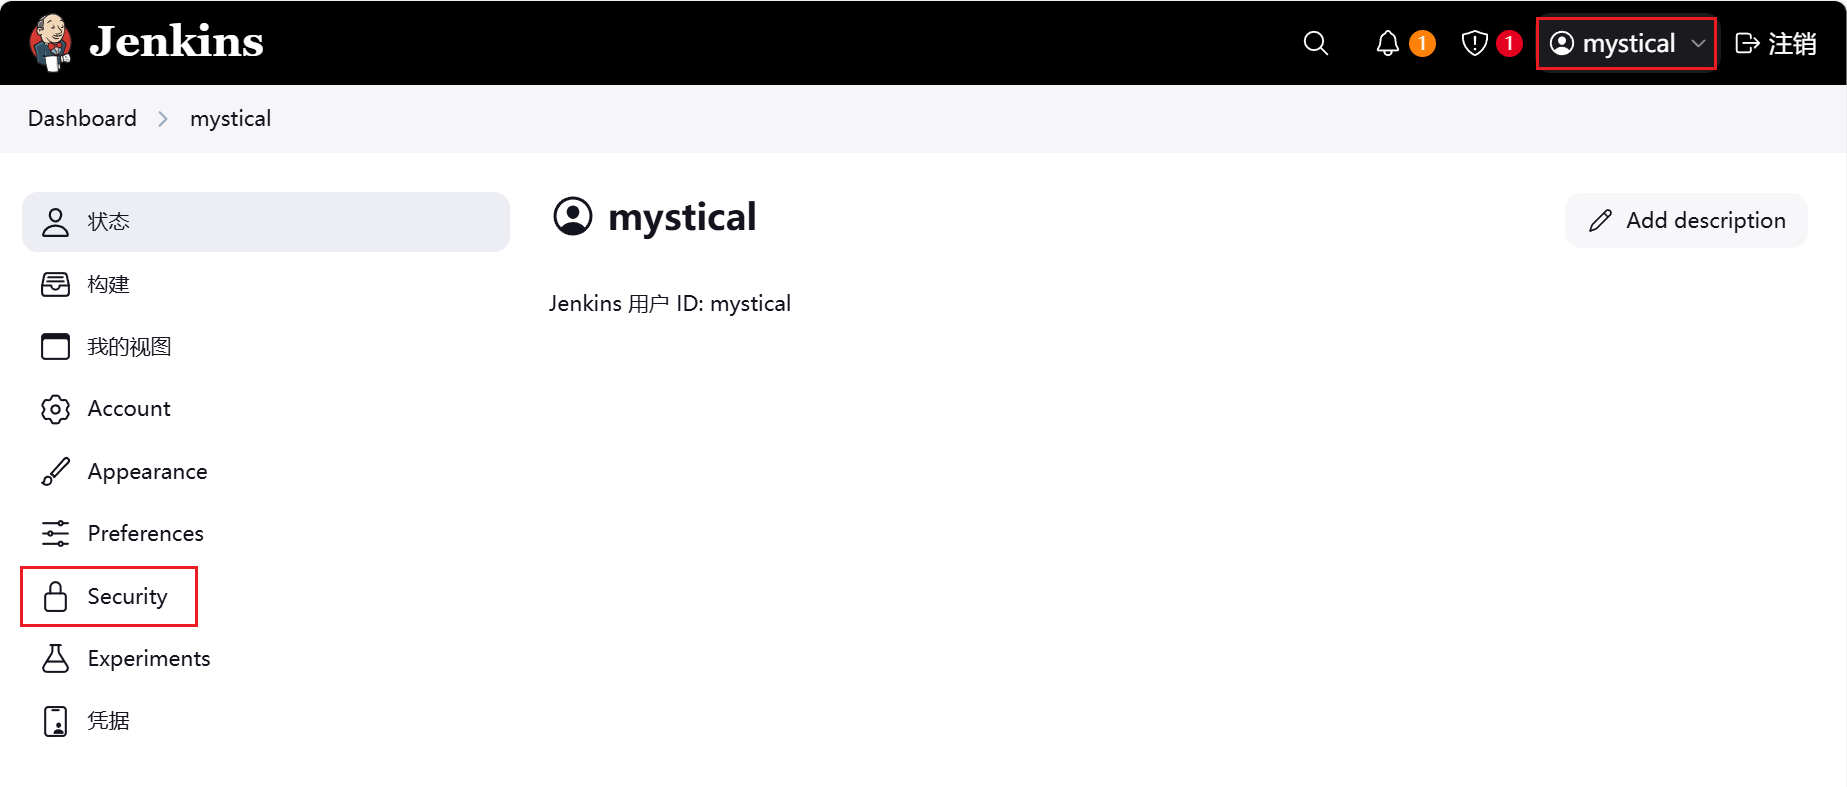 Jenkins
1
1
mystical
注销
Dashboard
mystical
状态
构建
我的视图
Account
Appearance
Preferences
Security
Experiments
凭据
mystical
Add description
Jenkins 用户 ID: mystical